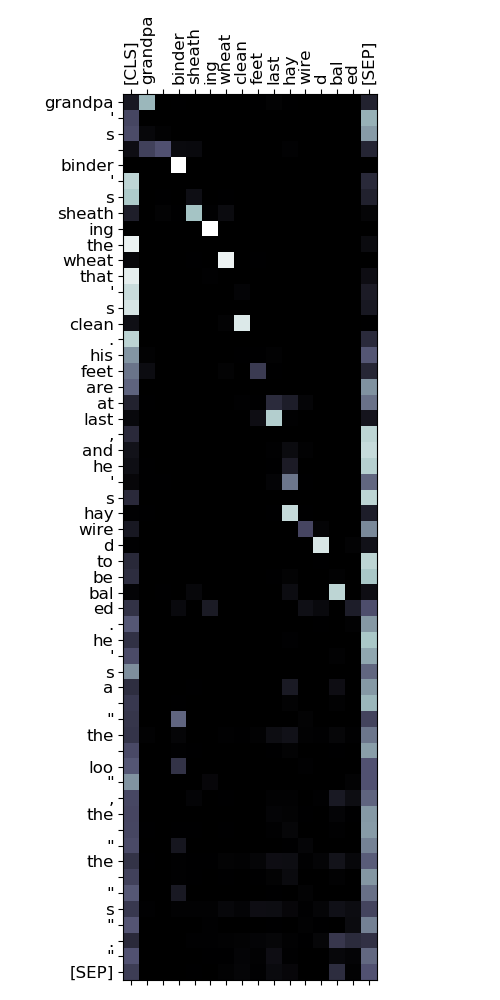 [CLS] grandpa binder sheath ing wheat clean feet last hay wire d bal ed [SEP]
grandpa
'
s
binder
'
s
sheath
ing
the
wheat
that
'
s
clean
.
his
feet
are
at
last
,
and
he
'
s
hay
wire
d
to
be
bal
ed
.
he
'
s
a
"
the
loo
"
,
the
"
the
"
s
"
.
"
[SEP]